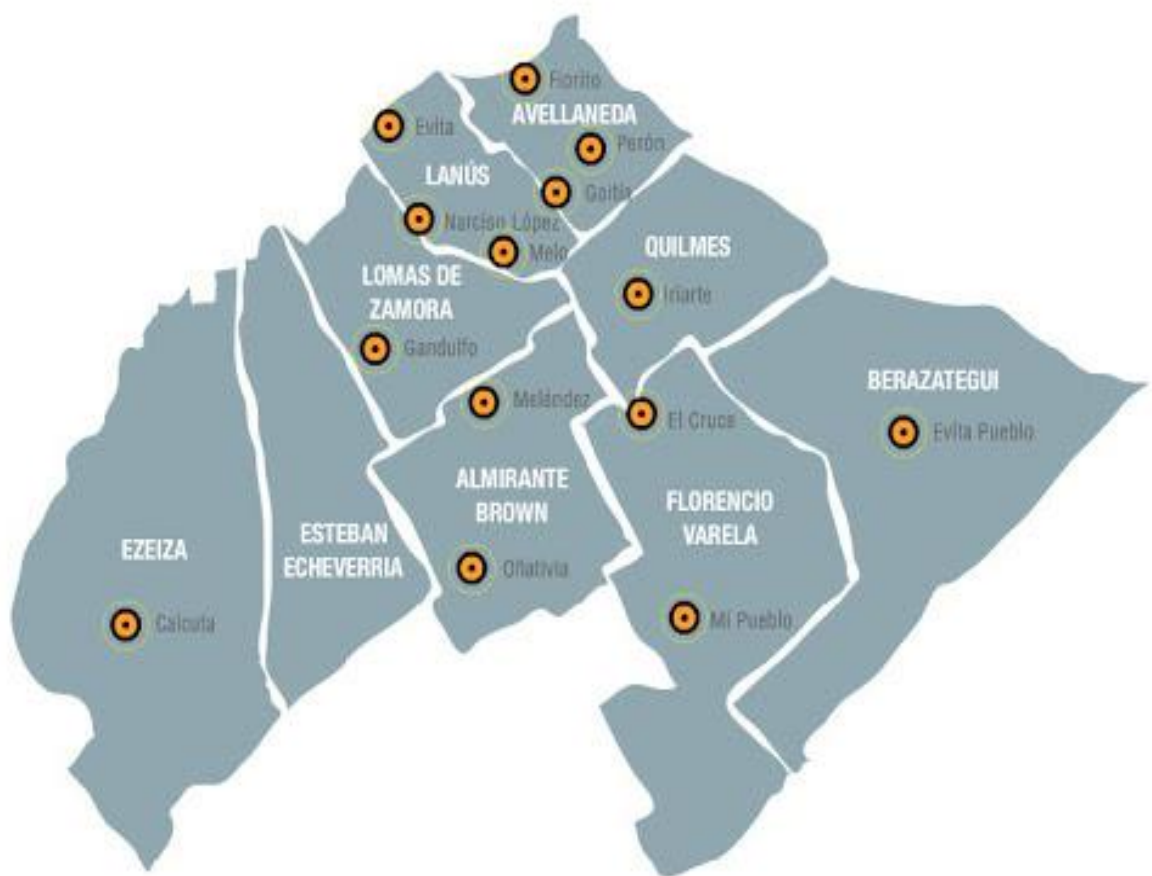 Fiorito
AVELLANEDA
Evita
Perón
LANÚS
Goitía
Narciso López
Melo
QUILMES
LOMAS DE
ZAMORA
Iriarte
Gandulfo
BERAZATEGUI
Meléndez
El Cruce
Evita Pueblo
ALMIRANTE
BROWN
FLORENCIO
VARELA
ESTEBAN
ECHEVERRIA
EZEIZA
Oñativia
Calcuta
Mi Pueblo